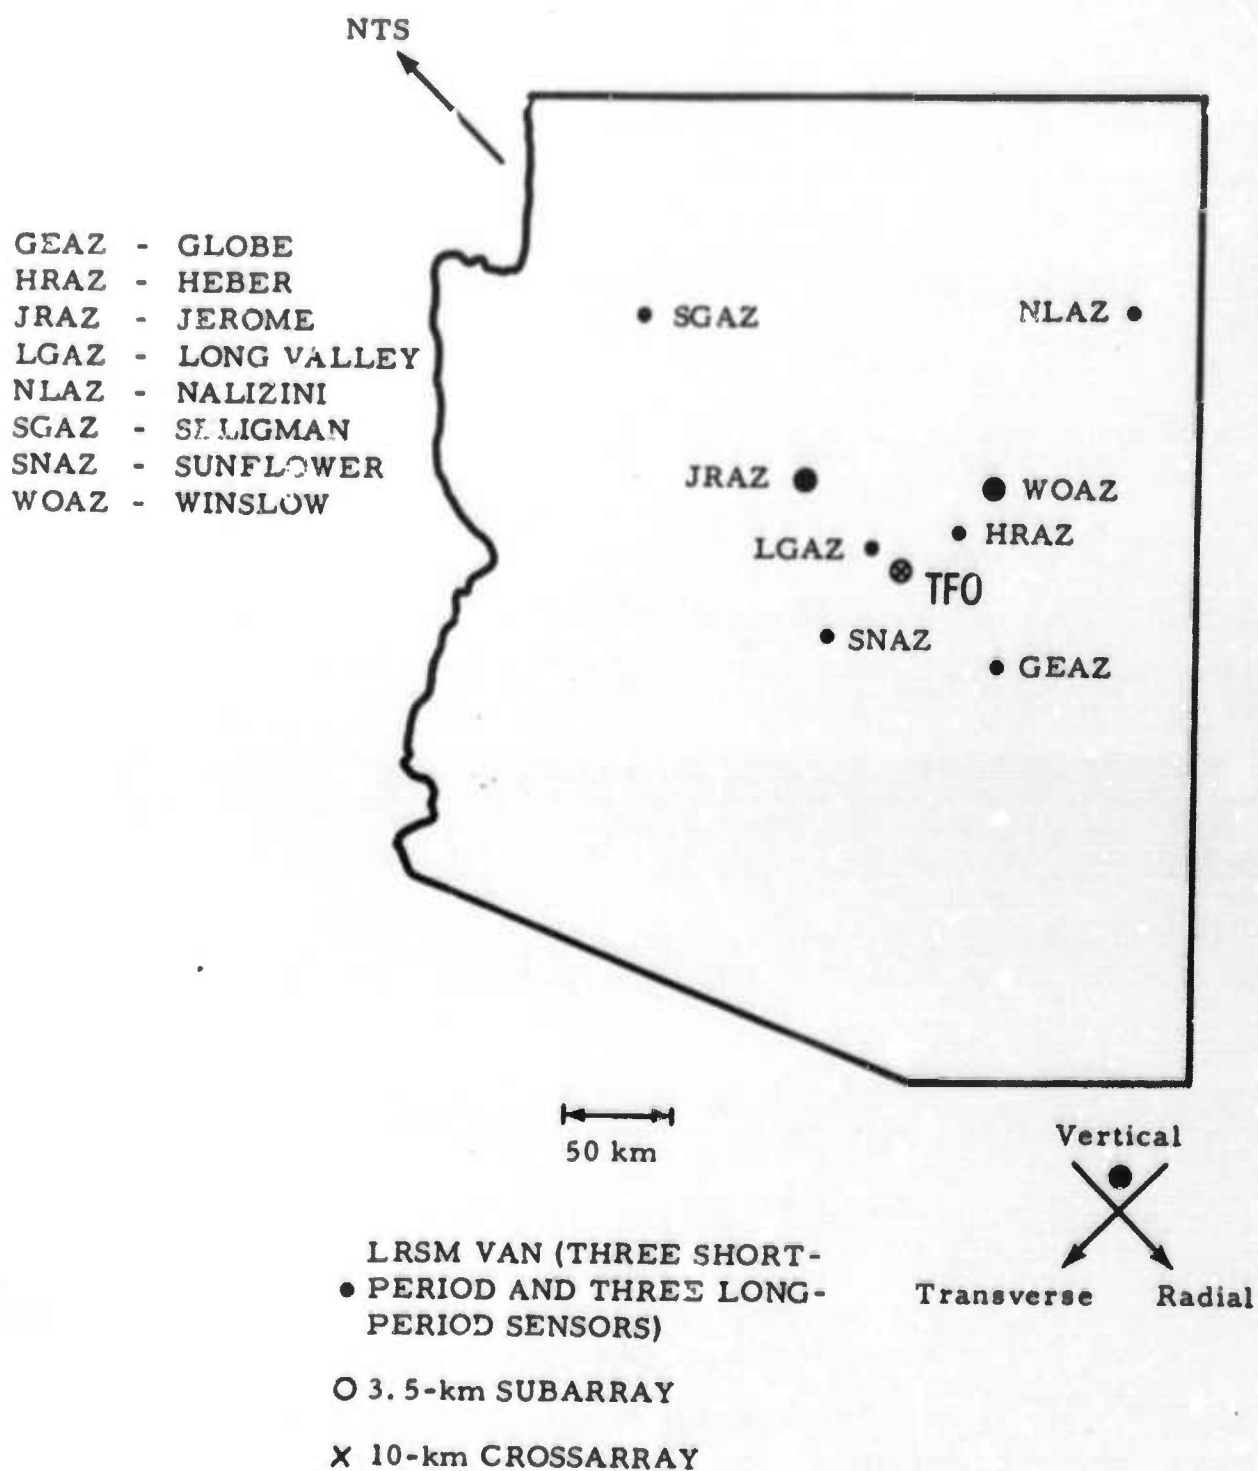 NTS
GEAZ - GLOBE
HRAZ - HEBER
JRAZ - JEROME
LGAZ - LONG VALLEY
NLAZ - NALIZINI
SGAZ - SELIGMAN
SNAZ - SUNFLOWER
WOAZ - WINSLOW
SGAZ
NLAZ
JRAZ
WOAZ
HRAZ
LGAZ
TFO
SNAZ
GEAZ
50 km
Vertical
Transverse
Radial
LRSM VAN (THREE SHORT-
PERIOD AND THREE LONG-
PERIOD SENSORS)
3.5-km SUBARRAY
10-km CROSSARRAY